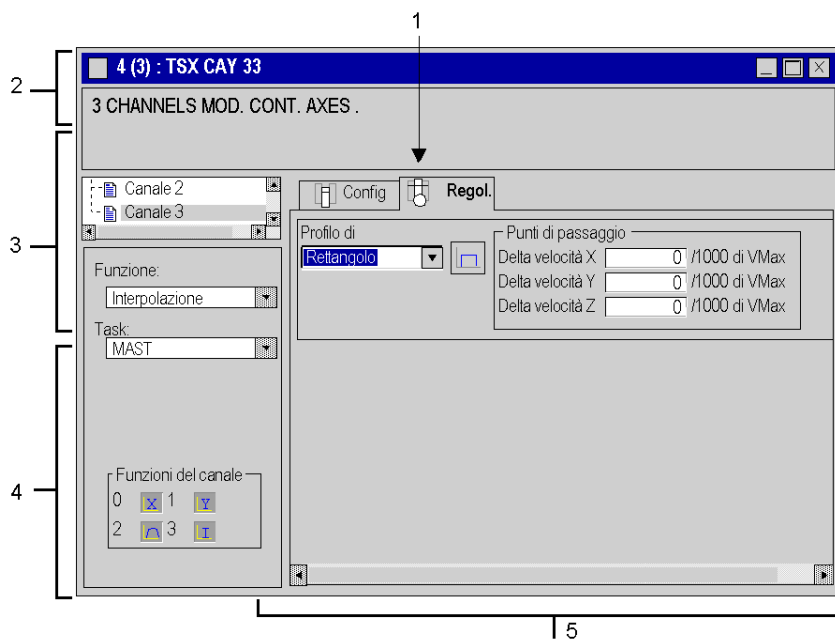 1
2
4 (3) : TSX CAY 33
3 CHANNELS MOD. CONT. AXES .
3
Canale 2
Canale 3
Config
Regol.
Profilo di
Rettangolo
Punti di passaggio
Delta velocità X 0 /1000 di VMax
Delta velocità Y 0 /1000 di VMax
Delta velocità Z 0 /1000 di VMax
Funzione:
Interpolazione
Task:
MAST
4
Funzioni del canale
0 X 1 Y
2 3 I
5